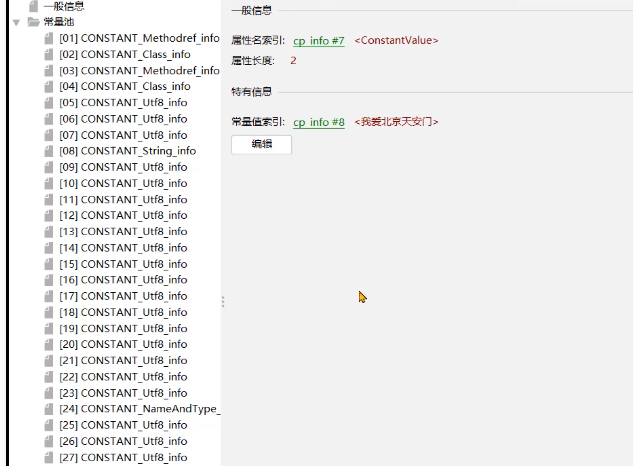 一般信息
常量池
[01] CONSTANT_Methodref_info
[02] CONSTANT_Class_info
[03] CONSTANT_Methodref_info
[04] CONSTANT_Class_info
[05] CONSTANT_Utf8_info
[06] CONSTANT_Utf8_info
[07] CONSTANT_Utf8_info
[08] CONSTANT_String_info
[09] CONSTANT_Utf8_info
[10] CONSTANT_Utf8_info
[11] CONSTANT_Utf8_info
[12] CONSTANT_Utf8_info
[13] CONSTANT_Utf8_info
[14] CONSTANT_Utf8_info
[15] CONSTANT_Utf8_info
[16] CONSTANT_Utf8_info
[17] CONSTANT_Utf8_info
[18] CONSTANT_Utf8_info
[19] CONSTANT_Utf8_info
[20] CONSTANT_Utf8_info
[21] CONSTANT_Utf8_info
[22] CONSTANT_Utf8_info
[23] CONSTANT_Utf8_info
[24] CONSTANT_NameAndType_
[25] CONSTANT_Utf8_info
[26] CONSTANT_Utf8_info
[27] CONSTANT_Utf8_info
一般信息
属性名索引: cp_info #7 <ConstantValue>
属性长度: 2
特有信息
常量值索引: cp_info #8 <我爱北京天安门>
编辑